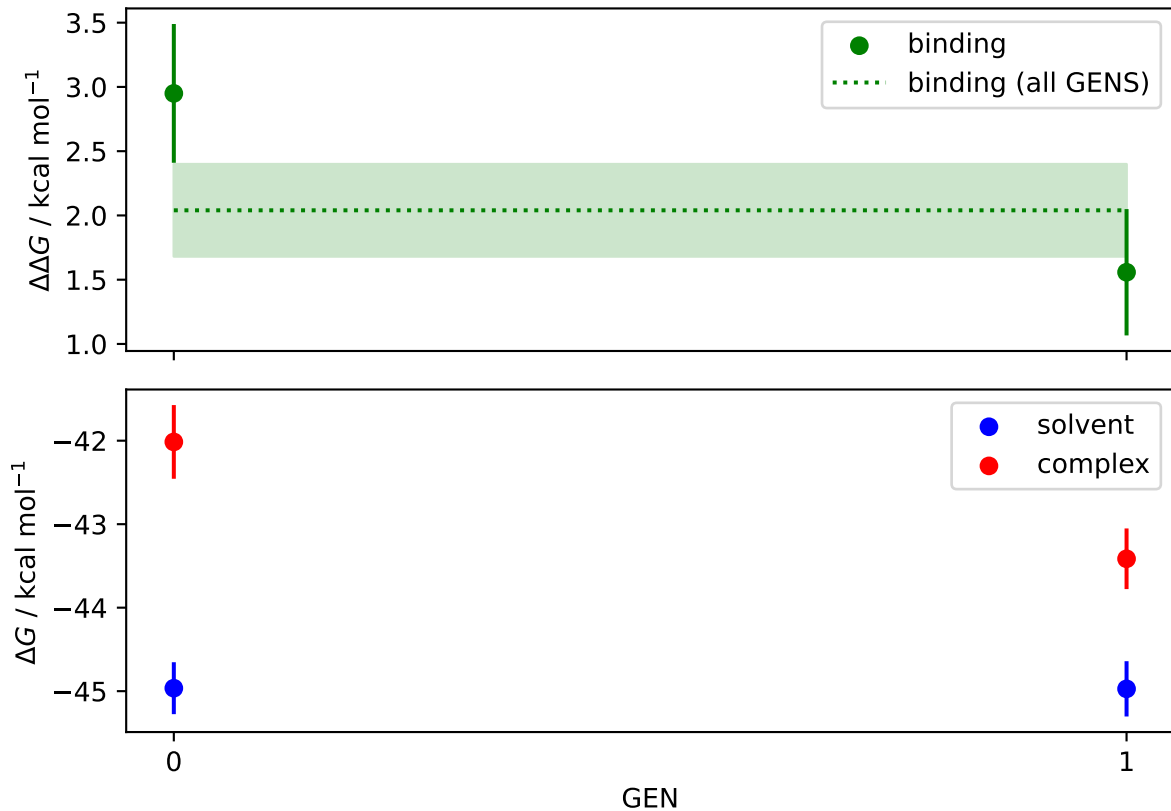 3.5
3.0
2.5
2.0
1.5
1.0
ΔΔG / kcal mol⁻¹
binding
binding (all GENS)
−42
−43
−44
−45
ΔG / kcal mol⁻¹
solvent
complex
0
1
GEN